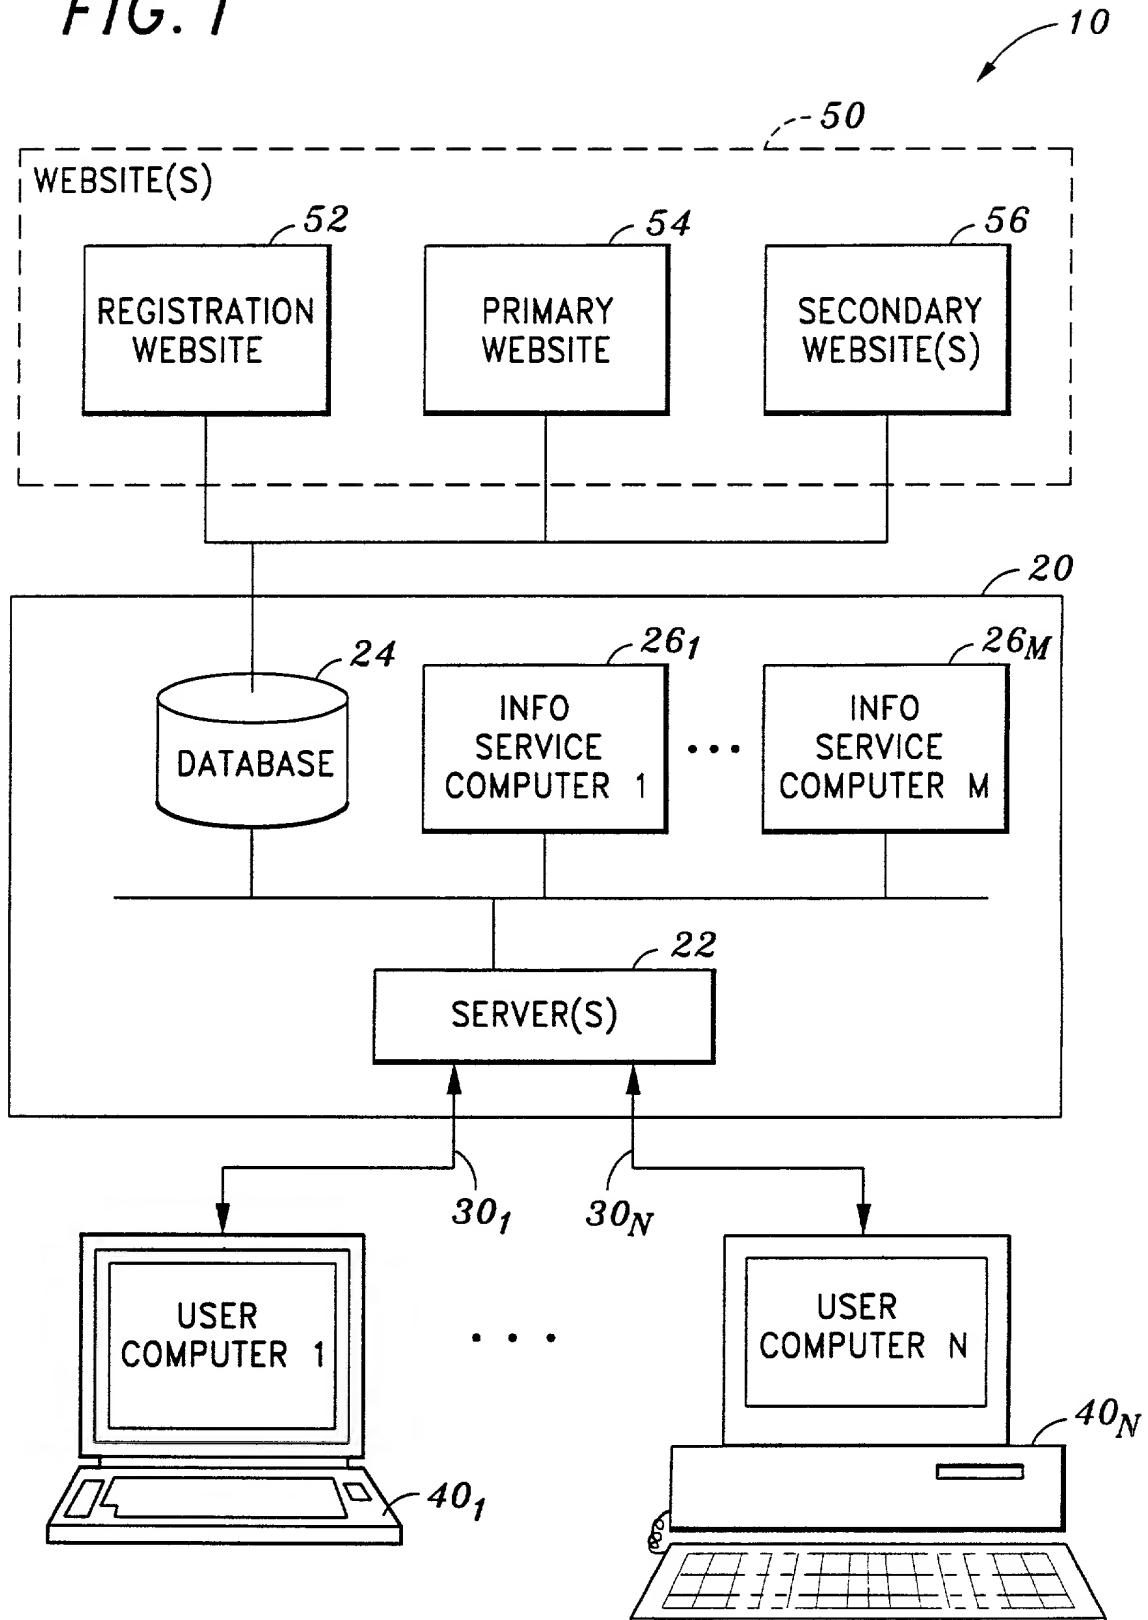 FIG. 1
10
50
WEBSITE(S)
52
54
56
REGISTRATION
WEBSITE
PRIMARY
WEBSITE
SECONDARY
WEBSITE(S)
20
24
26₁
26M
DATABASE
INFO
SERVICE
COMPUTER 1
• • •
INFO
SERVICE
COMPUTER M
22
SERVER(S)
30₁
30N
USER
COMPUTER 1
• • •
USER
COMPUTER N
40₁
40N